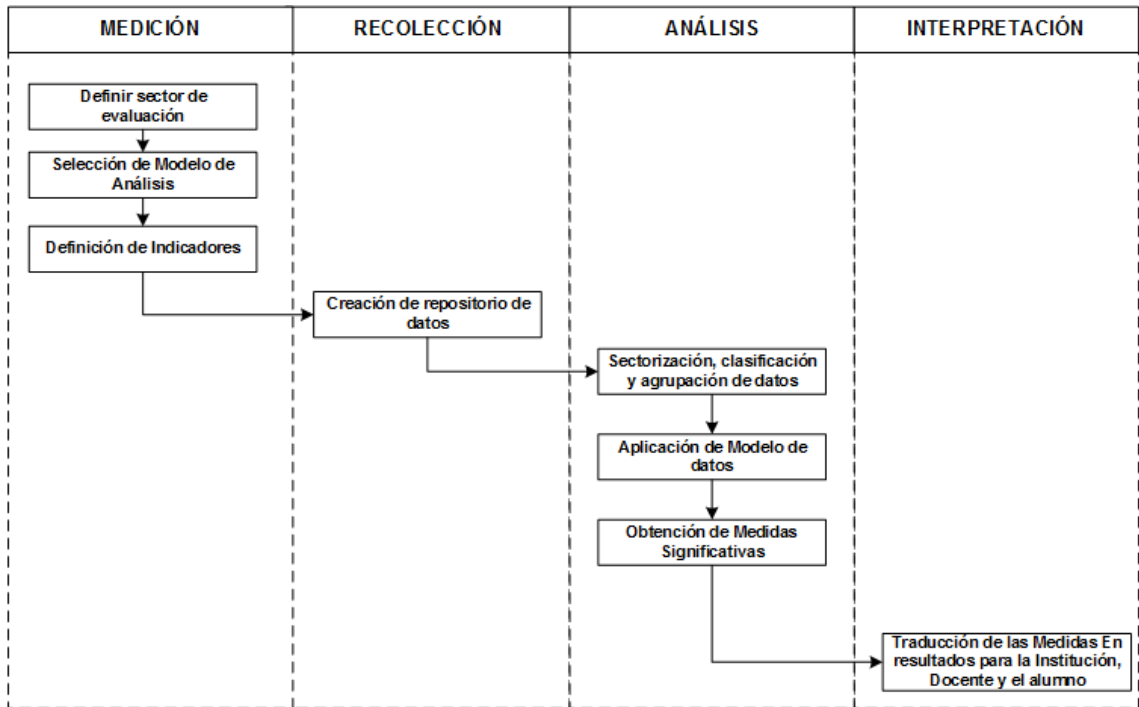 MEDICIÓN
RECOLECCIÓN
ANÁLISIS
INTERPRETACIÓN
Definir sector de
evaluación
Selección de Modelo de
Análisis
Definición de Indicadores
Creación de repositorio de
datos
Sectorización, clasificación
y agrupación de datos
Aplicación de Modelo de
datos
Obtención de Medidas
Significativas
Traducción de las Medidas En
resultados para la Institución,
Docente y el alumno